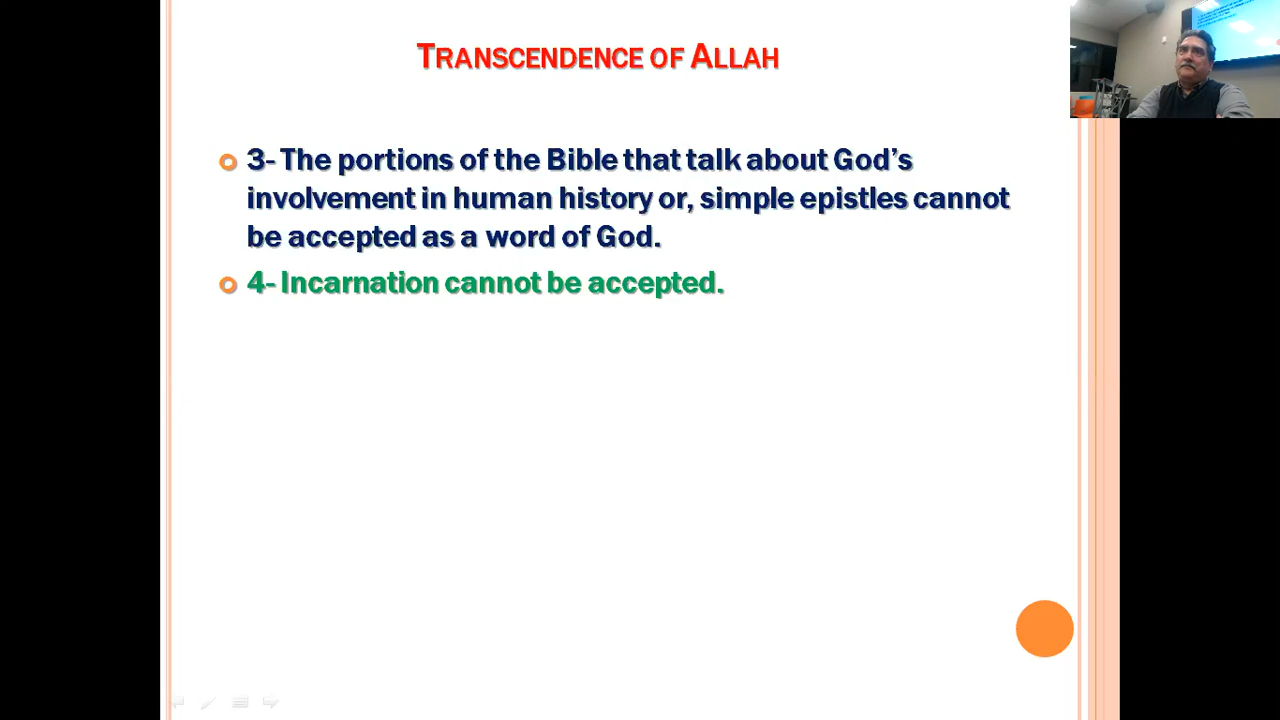 TRANSCENDENCE OF ALLAH
3- The portions of the Bible that talk about God's
involvement in human history or, simple epistles cannot
be accepted as a word of God.
4- Incarnation cannot be accepted.